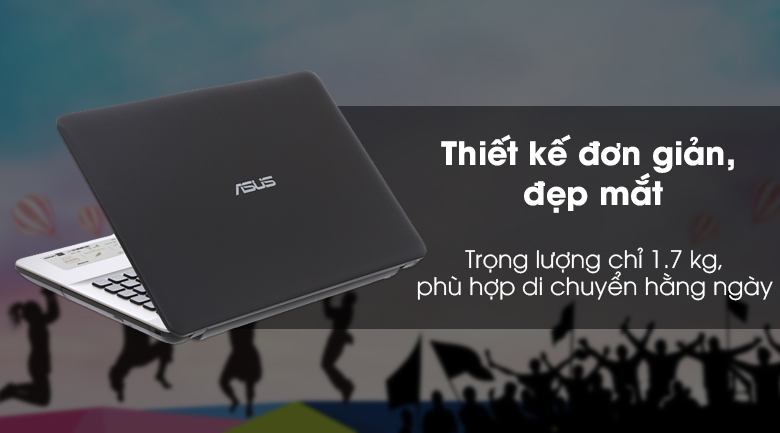 ASUS
Thiết kế đơn giản,
đẹp mắt
Trọng lượng chỉ 1.7 kg,
phù hợp di chuyển hằng ngày